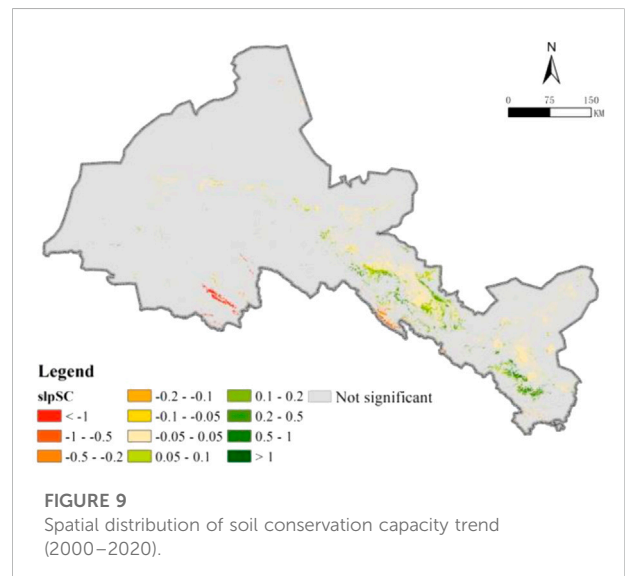 N
0 75 150
KM
Legend
slpSC
< -1
-1 - -0.5
-0.5 - -0.2
-0.2 - -0.1
-0.1 - -0.05
-0.05 - 0.05
0.05 - 0.1
0.1 - 0.2
0.2 - 0.5
0.5 - 1
> 1
Not significant
FIGURE 9
Spatial distribution of soil conservation capacity trend
(2000–2020).